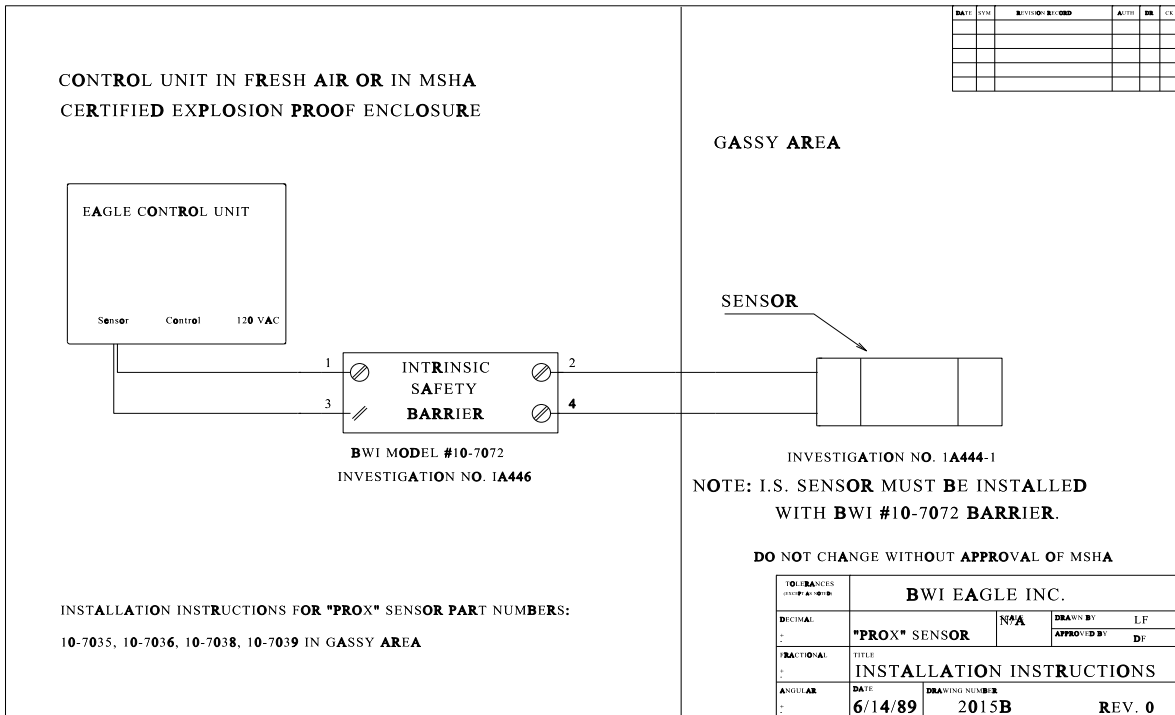 DATE SYM REVISION RECORD AUTH DR CK
CONTROL UNIT IN FRESH AIR OR IN MSHA
CERTIFIED EXPLOSION PROOF ENCLOSURE
GASSY AREA
EAGLE CONTROL UNIT
Sensor Control 120 VAC
SENSOR
1
3
INTRINSIC
SAFETY
BARRIER
2
4
BWI MODEL #10-7072
INVESTIGATION NO. IA446
INVESTIGATION NO. 1A444-1
NOTE: I.S. SENSOR MUST BE INSTALLED
WITH BWI #10-7072 BARRIER.
DO NOT CHANGE WITHOUT APPROVAL OF MSHA
INSTALLATION INSTRUCTIONS FOR "PROX" SENSOR PART NUMBERS:
10-7035, 10-7036, 10-7038, 10-7039 IN GASSY AREA
TOLERANCES
(EXCEPT AS NOTED)
BWI EAGLE INC.
DECIMAL
+
-
"PROX" SENSOR
N/A
DRAWN BY LF
APPROVED BY DF
FRACTIONAL
+
-
TITLE
INSTALLATION INSTRUCTIONS
ANGULAR
+
-
DATE
6/14/89
DRAWING NUMBER
2015B REV. 0